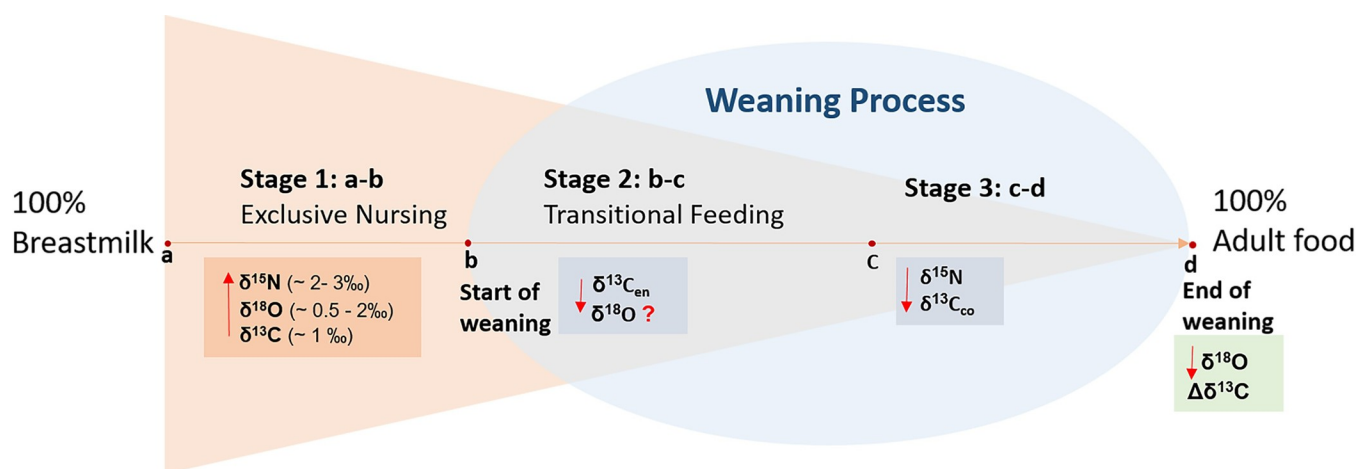 Weaning Process
100%
Breastmilk
a
Stage 1: a-b
Exclusive Nursing
δ¹⁵N (~ 2- 3‰)
δ¹⁸O (~ 0.5 - 2‰)
δ¹³C (~ 1 ‰)
b
Start of
weaning
Stage 2: b-c
Transitional Feeding
δ¹³Cₑₙ
δ¹⁸O ?
c
Stage 3: c-d
δ¹⁵N
δ¹³C꜀ₒ
100%
Adult food
d
End of
weaning
δ¹⁸O
Δδ¹³C